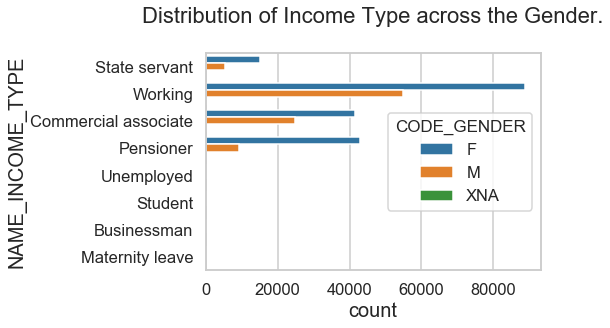 Distribution of Income Type across the Gender.
NAME_INCOME_TYPE
State servant
Working
Commercial associate
Pensioner
Unemployed
Student
Businessman
Maternity leave
CODE_GENDER
F
M
XNA
0 20000 40000 60000 80000
count